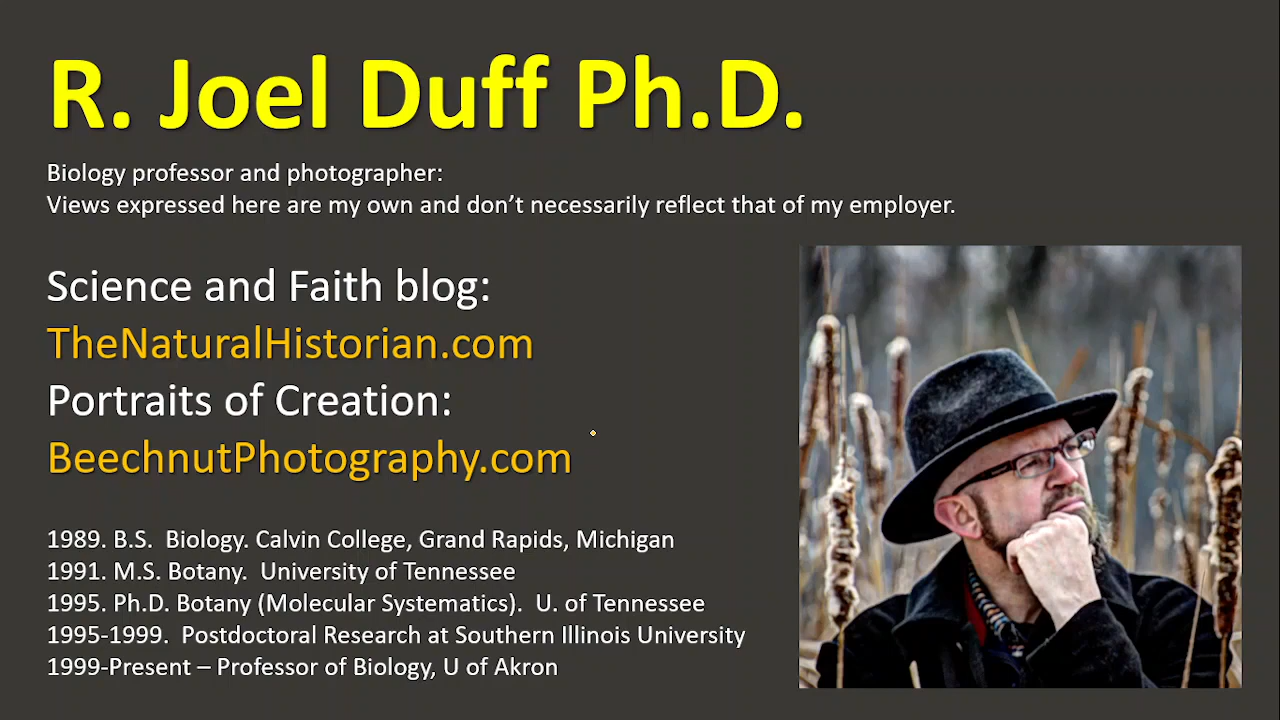 R. Joel Duff Ph.D.
Biology professor and photographer:
Views expressed here are my own and don’t necessarily reflect that of my employer.
Science and Faith blog:
TheNaturalHistorian.com
Portraits of Creation:
BeechnutPhotography.com
1989. B.S.  Biology. Calvin College, Grand Rapids, Michigan
1991. M.S. Botany.  University of Tennessee
1995. Ph.D. Botany (Molecular Systematics).  U. of Tennessee
1995-1999.  Postdoctoral Research at Southern Illinois University
1999-Present – Professor of Biology, U of Akron